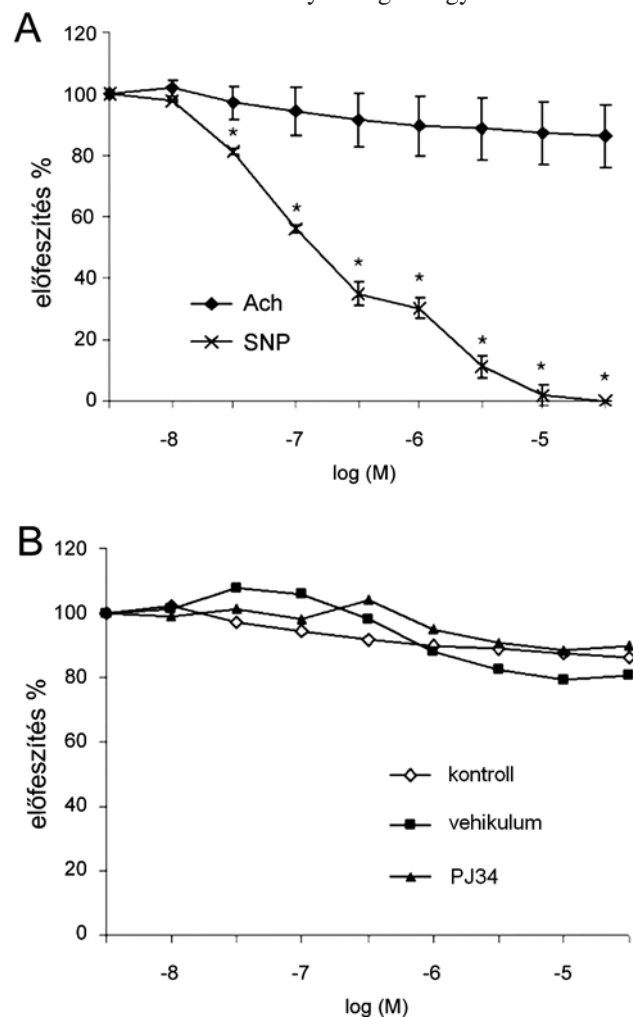 A
120
100
80
60
40
20
0
előfeszítés %
* * * * * * *
Ach
SNP
-8 -7 -6 -5
log (M)
B
120
100
80
60
40
20
0
előfeszítés %
kontroll
vehikulum
PJ34
-8 -7 -6 -5
log (M)